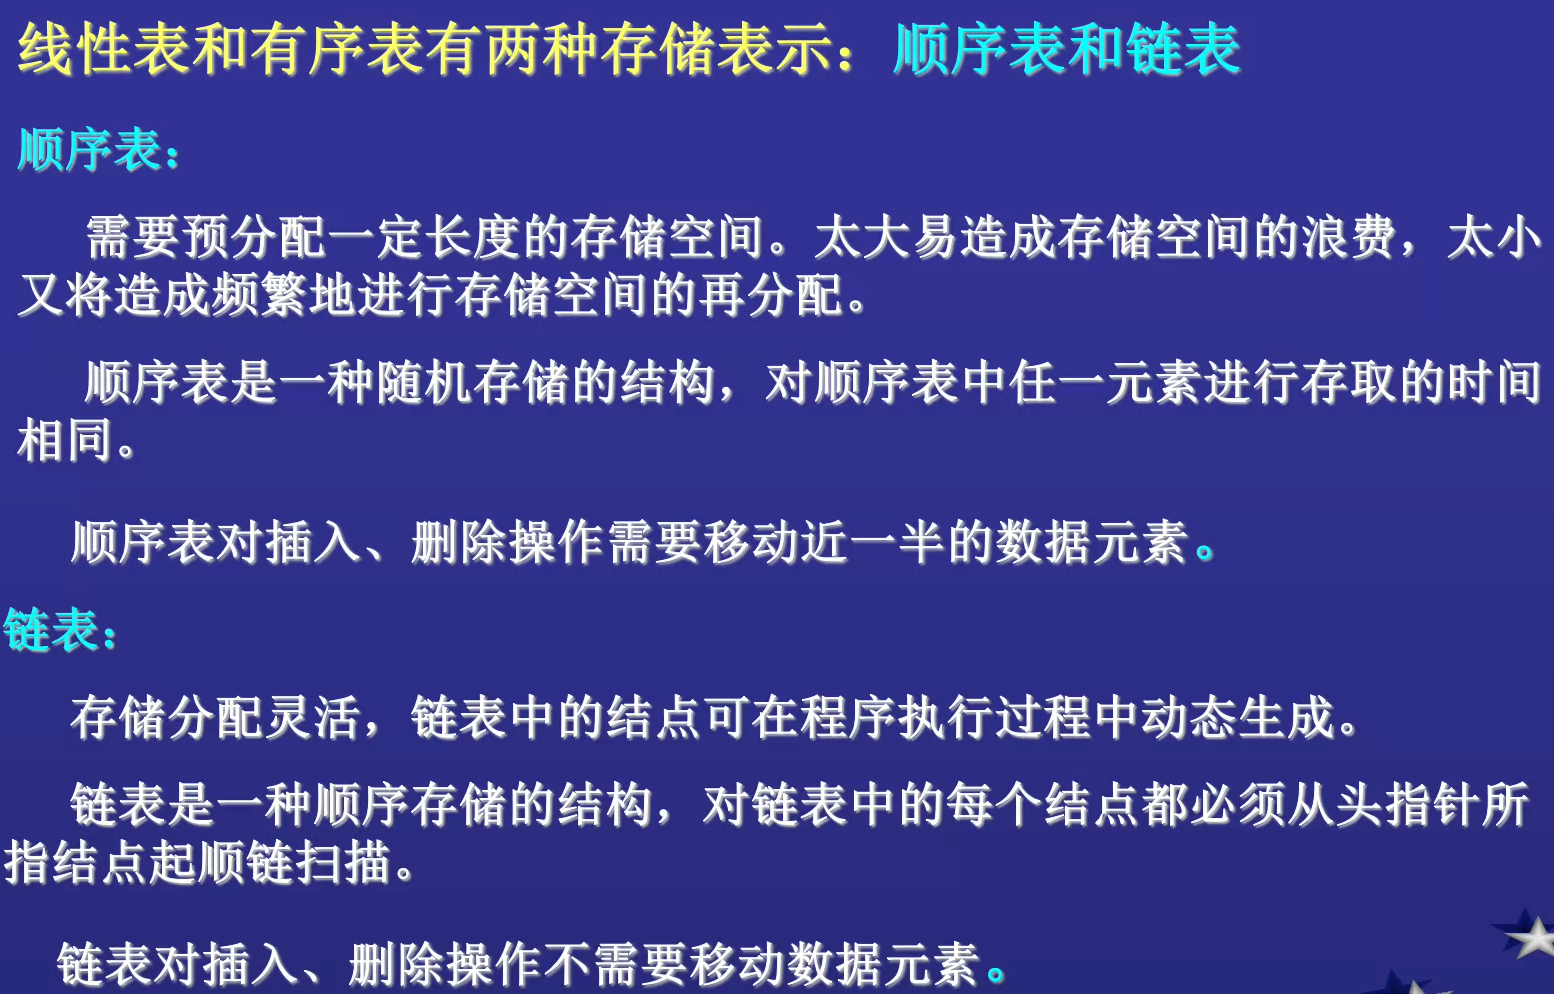 线性表和有序表有两种存储表示：顺序表和链表
顺序表：
需要预分配一定长度的存储空间。太大易造成存储空间的浪费，太小
又将造成频繁地进行存储空间的再分配。
顺序表是一种随机存储的结构，对顺序表中任一元素进行存取的时间
相同。
顺序表对插入、删除操作需要移动近一半的数据元素。
链表：
存储分配灵活，链表中的结点可在程序执行过程中动态生成。
链表是一种顺序存储的结构，对链表中的每个结点都必须从头指针所
指结点起顺链扫描。
链表对插入、删除操作不需要移动数据元素。